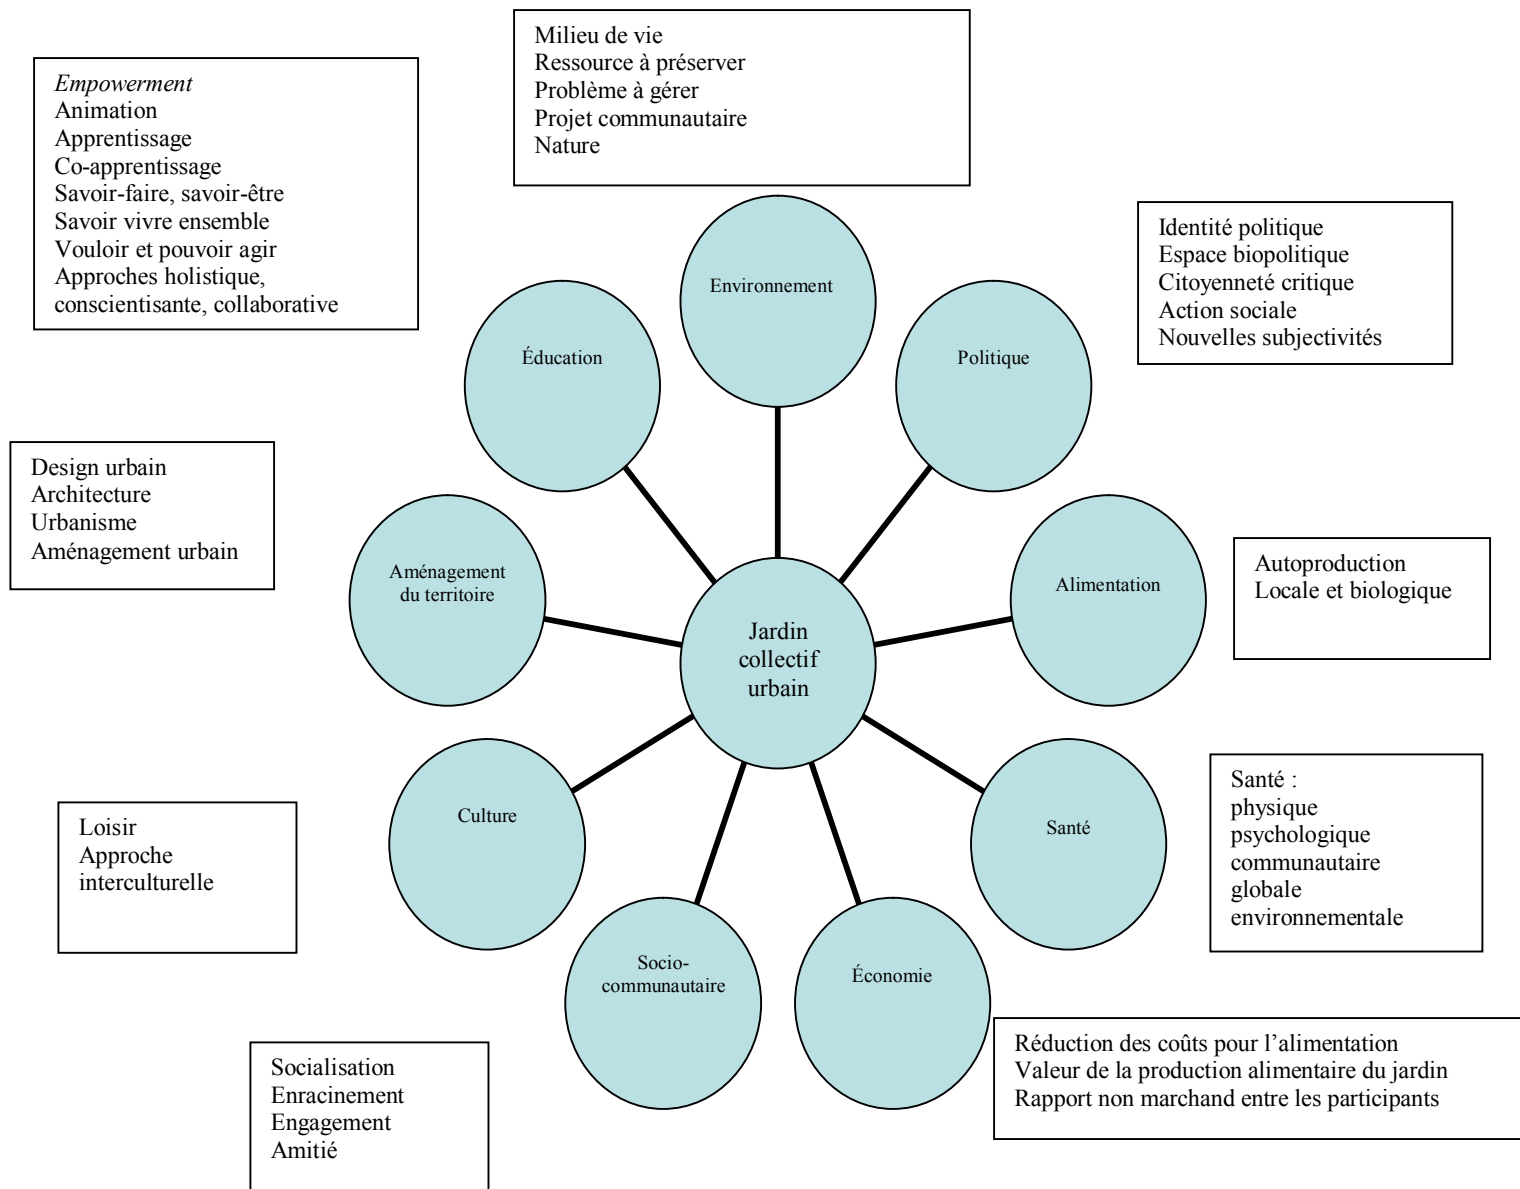 Milieu de vie
Ressource à préserver
Problème à gérer
Projet communautaire
Nature
Empowerment
Animation
Apprentissage
Co-apprentissage
Savoir-faire, savoir-être
Savoir vivre ensemble
Vouloir et pouvoir agir
Approches holistique,
conscientisante, collaborative
Identité politique
Espace biopolitique
Citoyenneté critique
Action sociale
Nouvelles subjectivités
Environnement
Éducation
Politique
Design urbain
Architecture
Urbanisme
Aménagement urbain
Aménagement
du territoire
Alimentation
Autoproduction
Locale et biologique
Jardin
collectif
urbain
Loisir
Approche
interculturelle
Culture
Santé
Santé :
physique
psychologique
communautaire
globale
environnementale
Socio-
communautaire
Économie
Socialisation
Enracinement
Engagement
Amitié
Réduction des coûts pour l’alimentation
Valeur de la production alimentaire du jardin
Rapport non marchand entre les participants